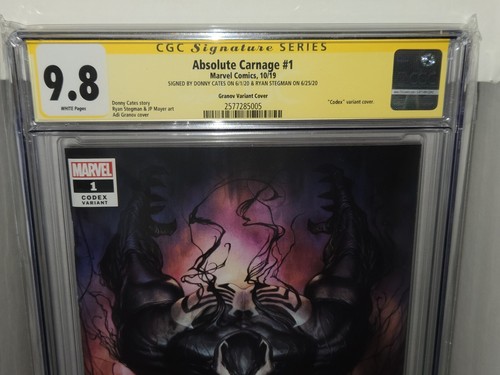 CGC Signature SERIES
9.8
WHITE Pages
Absolute Carnage #1
Marvel Comics, 10/19
SIGNED BY DONNY CATES ON 6/1/20 & RYAN STEGMAN ON 6/25/20
Granov Variant Cover
Donny Cates story
Ryan Stegman & JP Mayer art
Adi Granov cover
2577285005
"Codex" variant cover.
MARVEL
1
CODEX
VARIANT